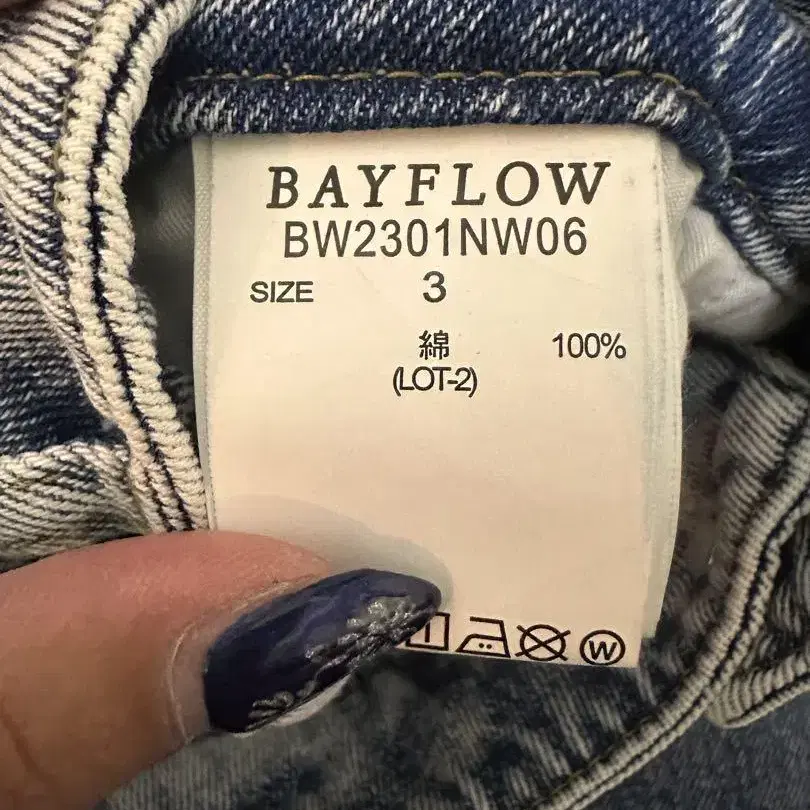 BAYFLOW
BW2301NW06
SIZE 3
綿 100%
(LOT-2)
W